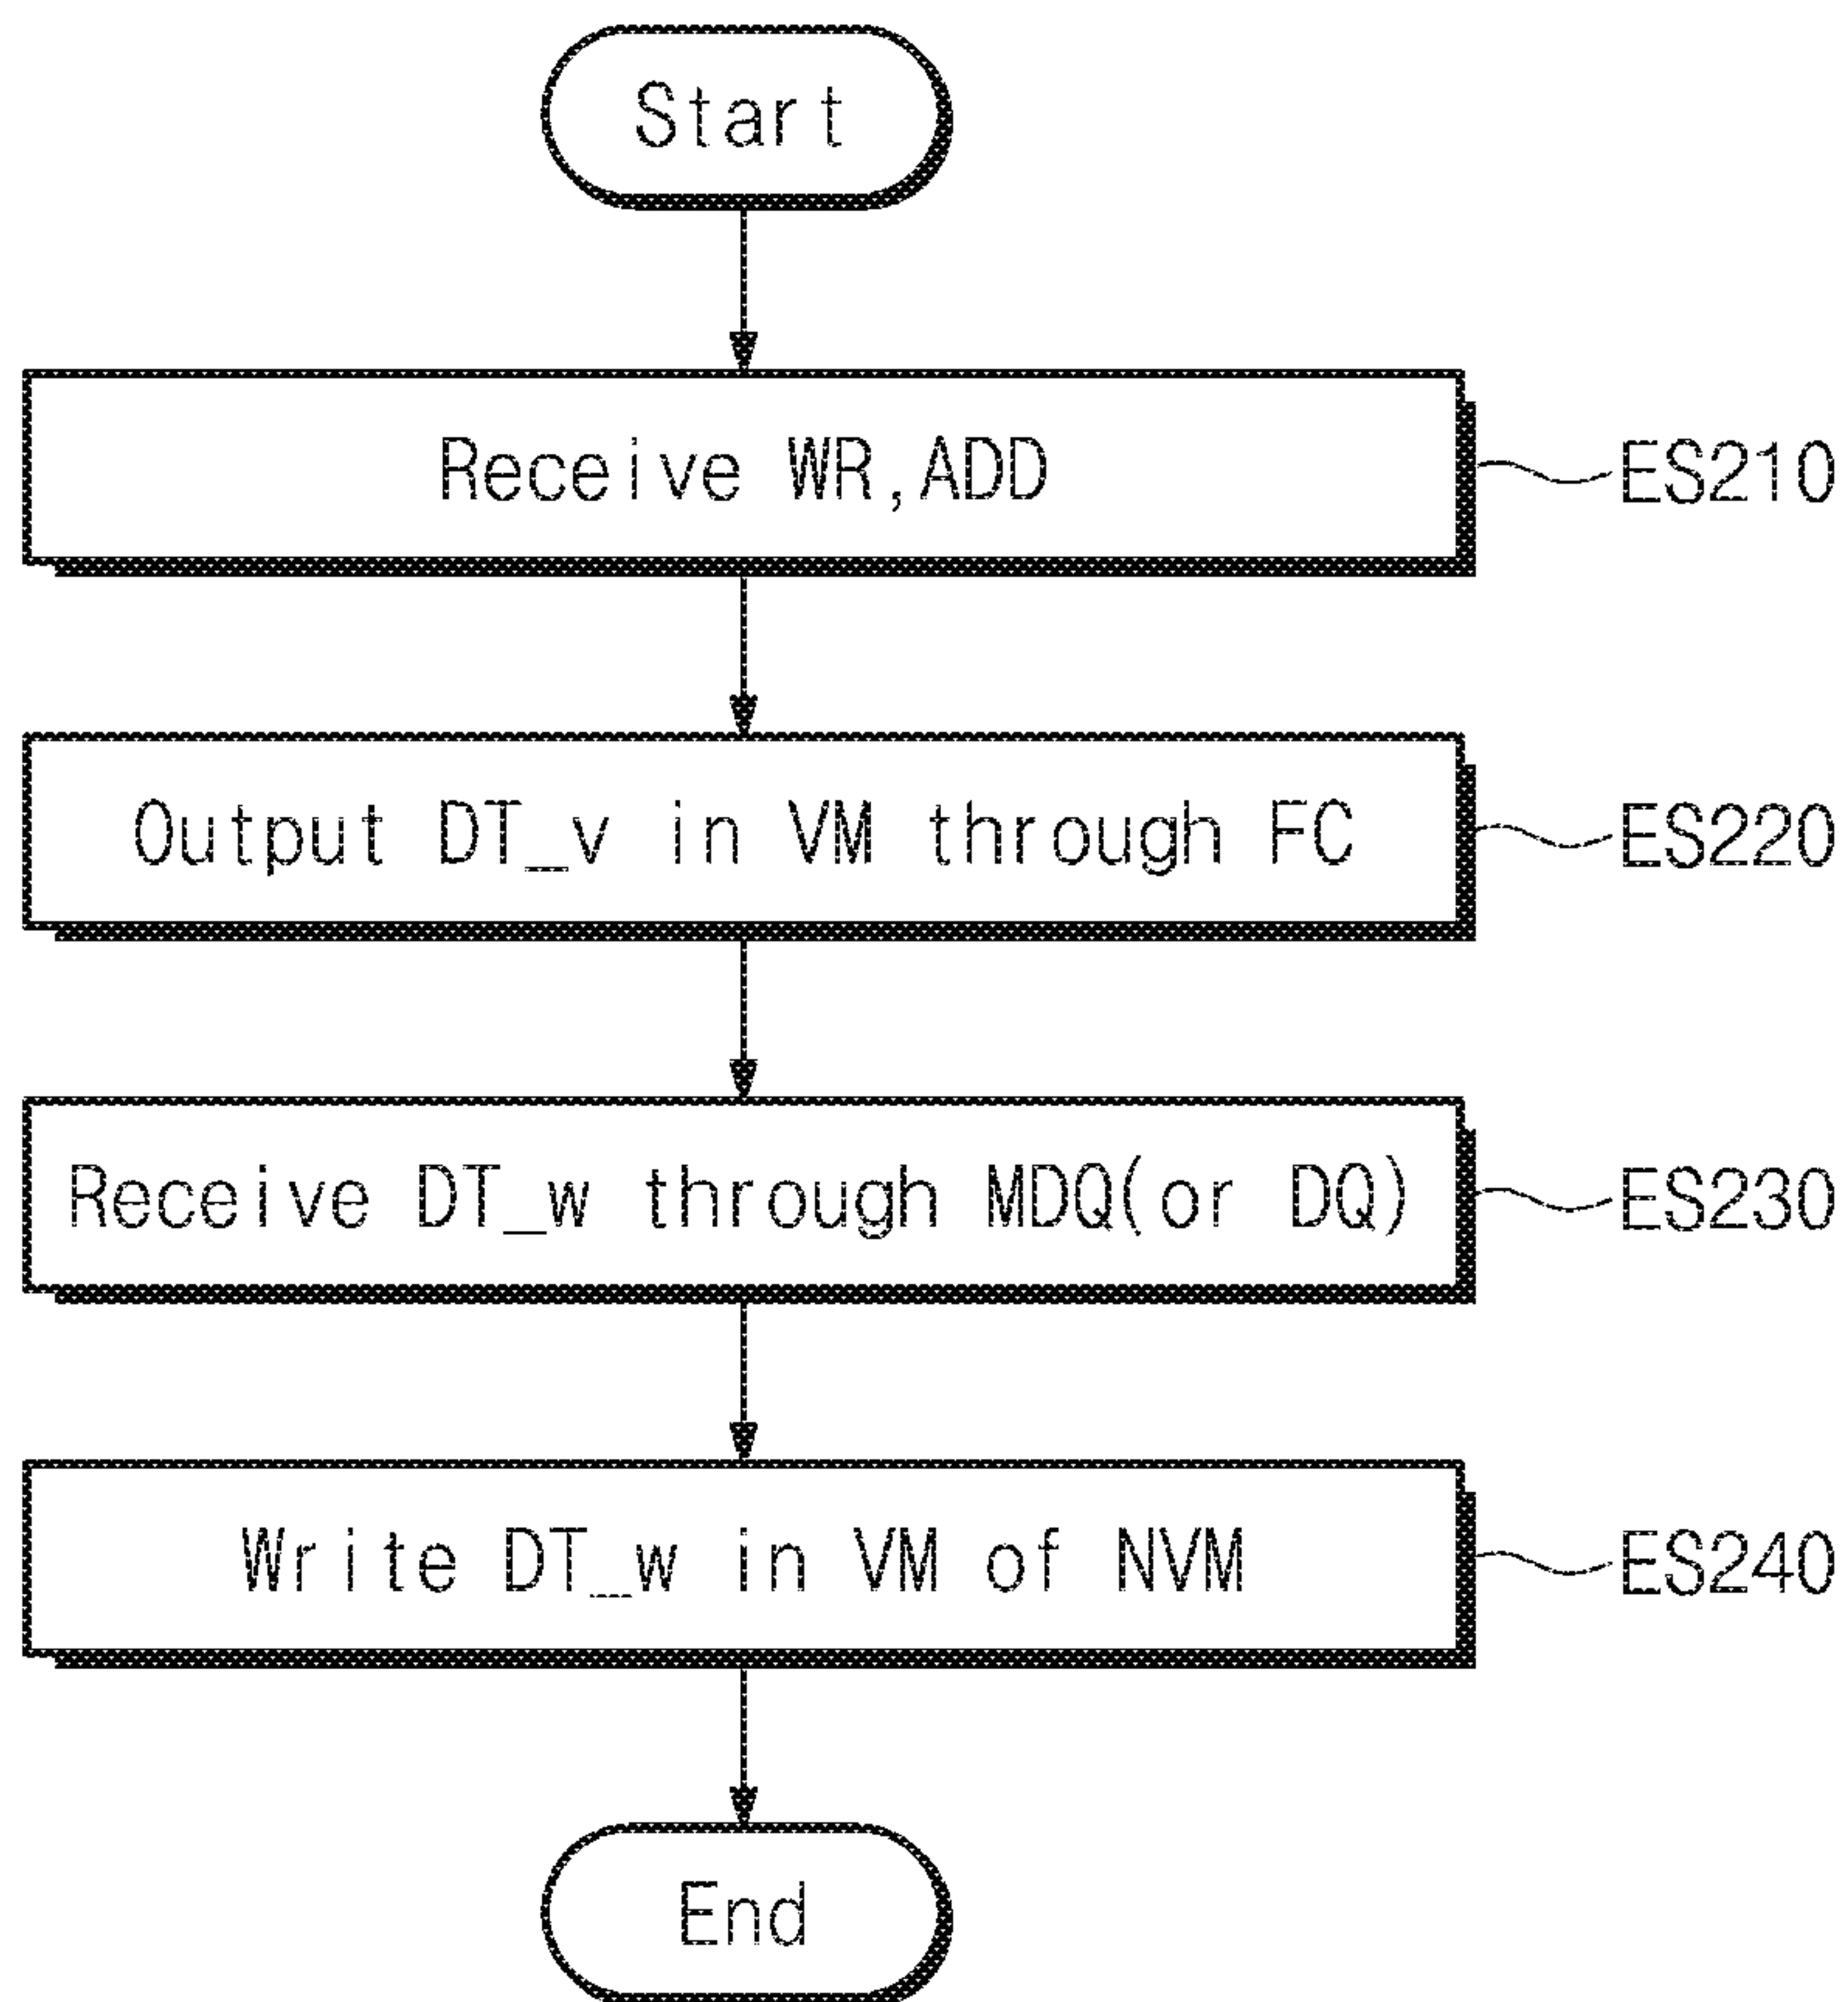 Start
Receive WR,ADD
ES210
Output DT_v in VM through FC
ES220
Receive DT_w through MDQ(or DQ)
ES230
Write DT_w in VM of NVM
ES240
End